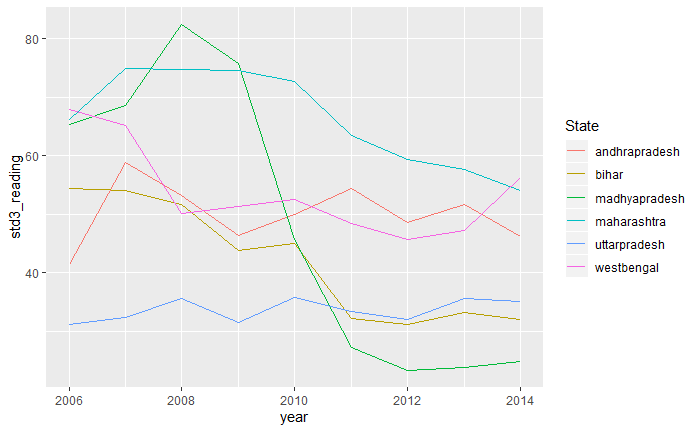 80
60
40
std3_reading
2006
2008
2010
2012
2014
year
State
andhrapradesh
bihar
madhyapradesh
maharashtra
uttarpradesh
westbengal